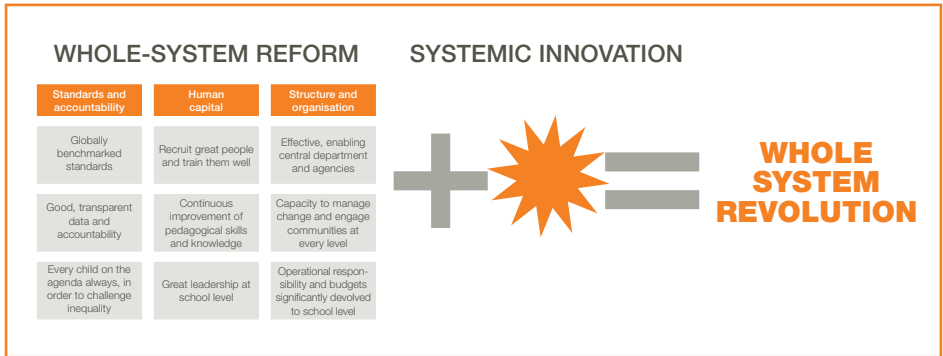 WHOLE-SYSTEM REFORM
SYSTEMIC INNOVATION
Standards and
accountability
Human
capital
Structure and
organisation
Globally
benchmarked
standards
Recruit great people
and train them well
Effective, enabling
central department
and agencies
Good, transparent
data and
accountability
Continuous
improvement of
pedagogical skills
and knowledge
Capacity to manage
change and engage
communities at
every level
Every child on the
agenda always, in
order to challenge
inequality
Great leadership at
school level
Operational respon-
sibility and budgets
significantly devolved
to school level
WHOLE
SYSTEM
REVOLUTION